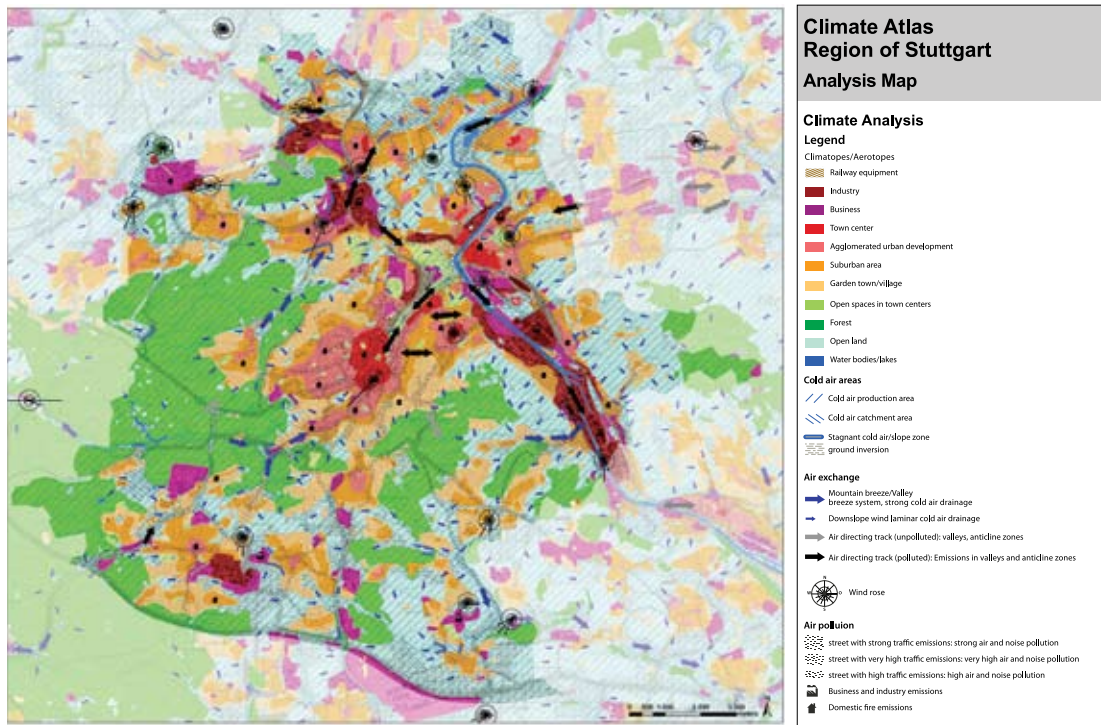 Climate Atlas
Region of Stuttgart
Analysis Map
Climate Analysis
Legend
Climatopes/Aerotopes
Railway equipment
Industry
Business
Town center
Agglomerated urban development
Suburban area
Garden town/village
Open spaces in town centers
Forest
Open land
Water bodies/lakes
Cold air areas
Cold air production area
Cold air catchment area
Stagnant cold air/slope zone
ground inversion
Air exchange
Mountain breeze/Valley
breeze system, strong cold air drainage
Downslope wind laminar cold air drainage
Air directing track (unpolluted): valleys, anticline zones
Air directing track (polluted): Emissions in valleys and anticline zones
N
W O
S
Wind rose
Air polluion
street with strong traffic emissions: strong air and noise pollution
street with very high traffic emissions: very high air and noise pollution
street with high traffic emissions: high air and noise pollution
Business and industry emissions
Domestic fire emissions